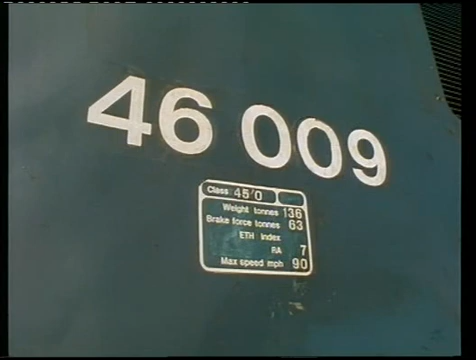 46 009
Class 45'0
Weight tonnes 136
Brake force tonnes 63
ETH Index
RA 7
Max speed mph 90